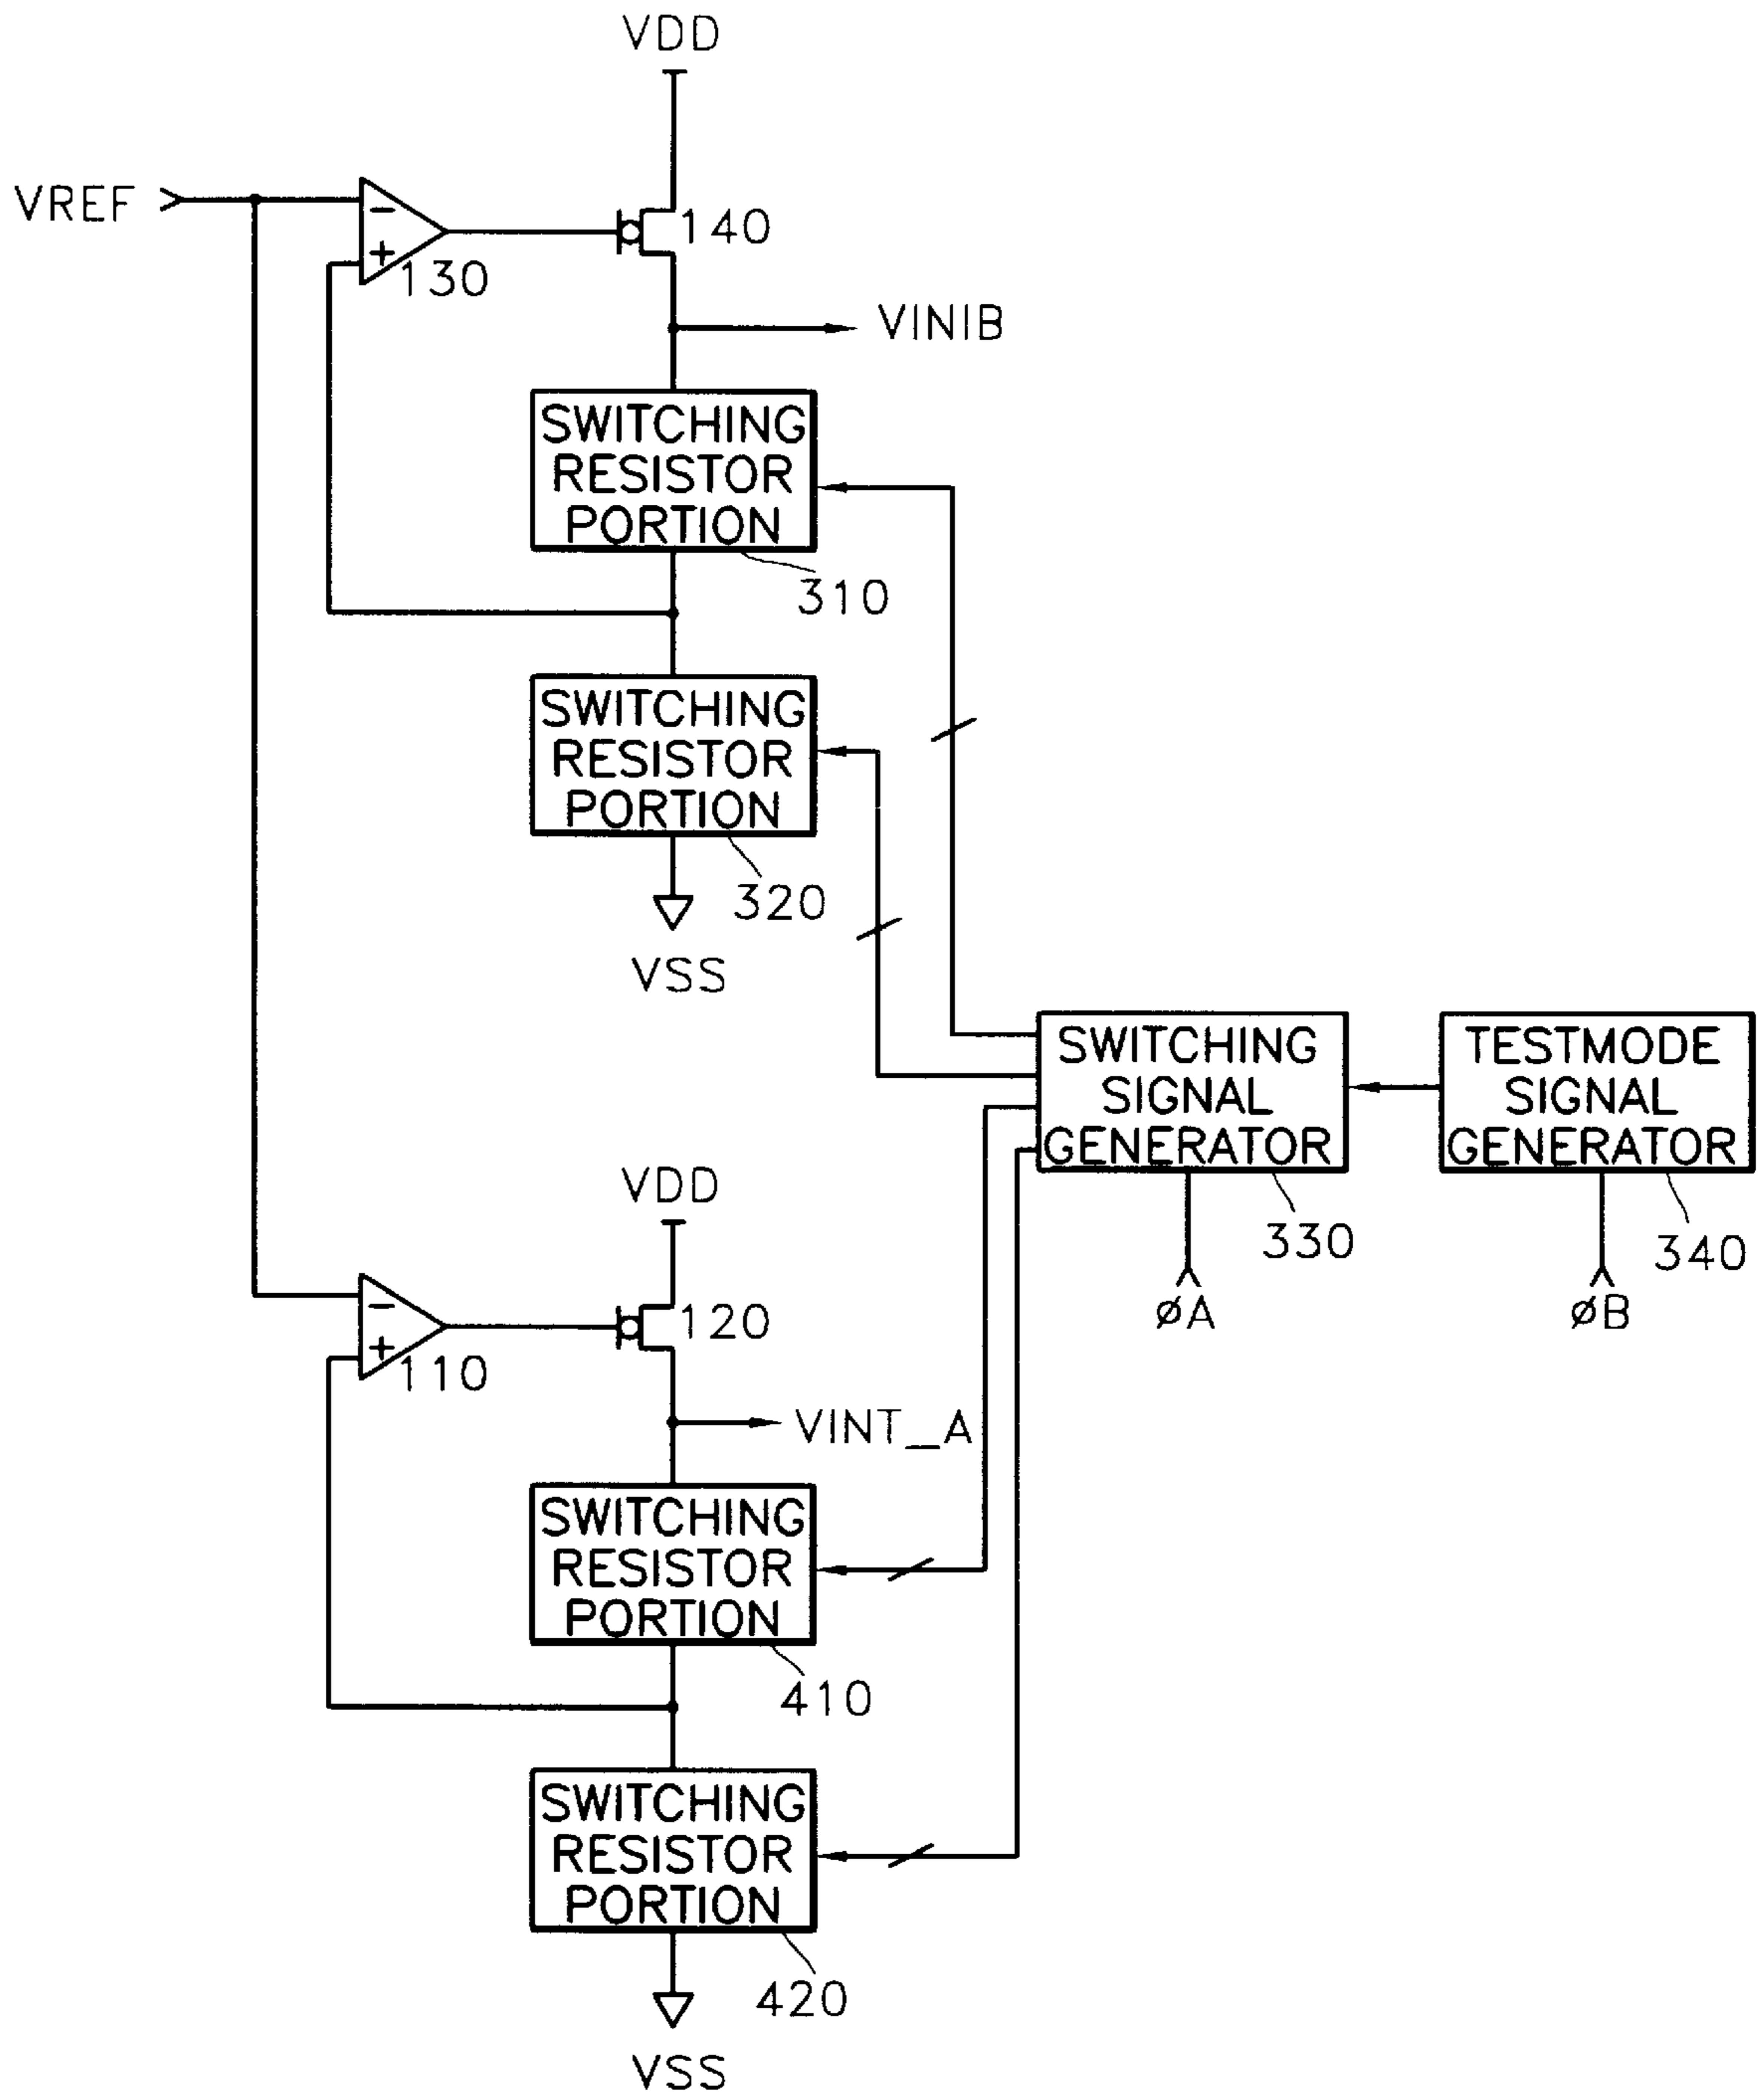 VDD
VREF
−
+
130
140
VINIB
SWITCHING
RESISTOR
PORTION
310
SWITCHING
RESISTOR
PORTION
320
VSS
SWITCHING
SIGNAL
GENERATOR
330
øA
TESTMODE
SIGNAL
GENERATOR
340
øB
VDD
−
+
110
120
VINT_A
SWITCHING
RESISTOR
PORTION
410
SWITCHING
RESISTOR
PORTION
420
VSS